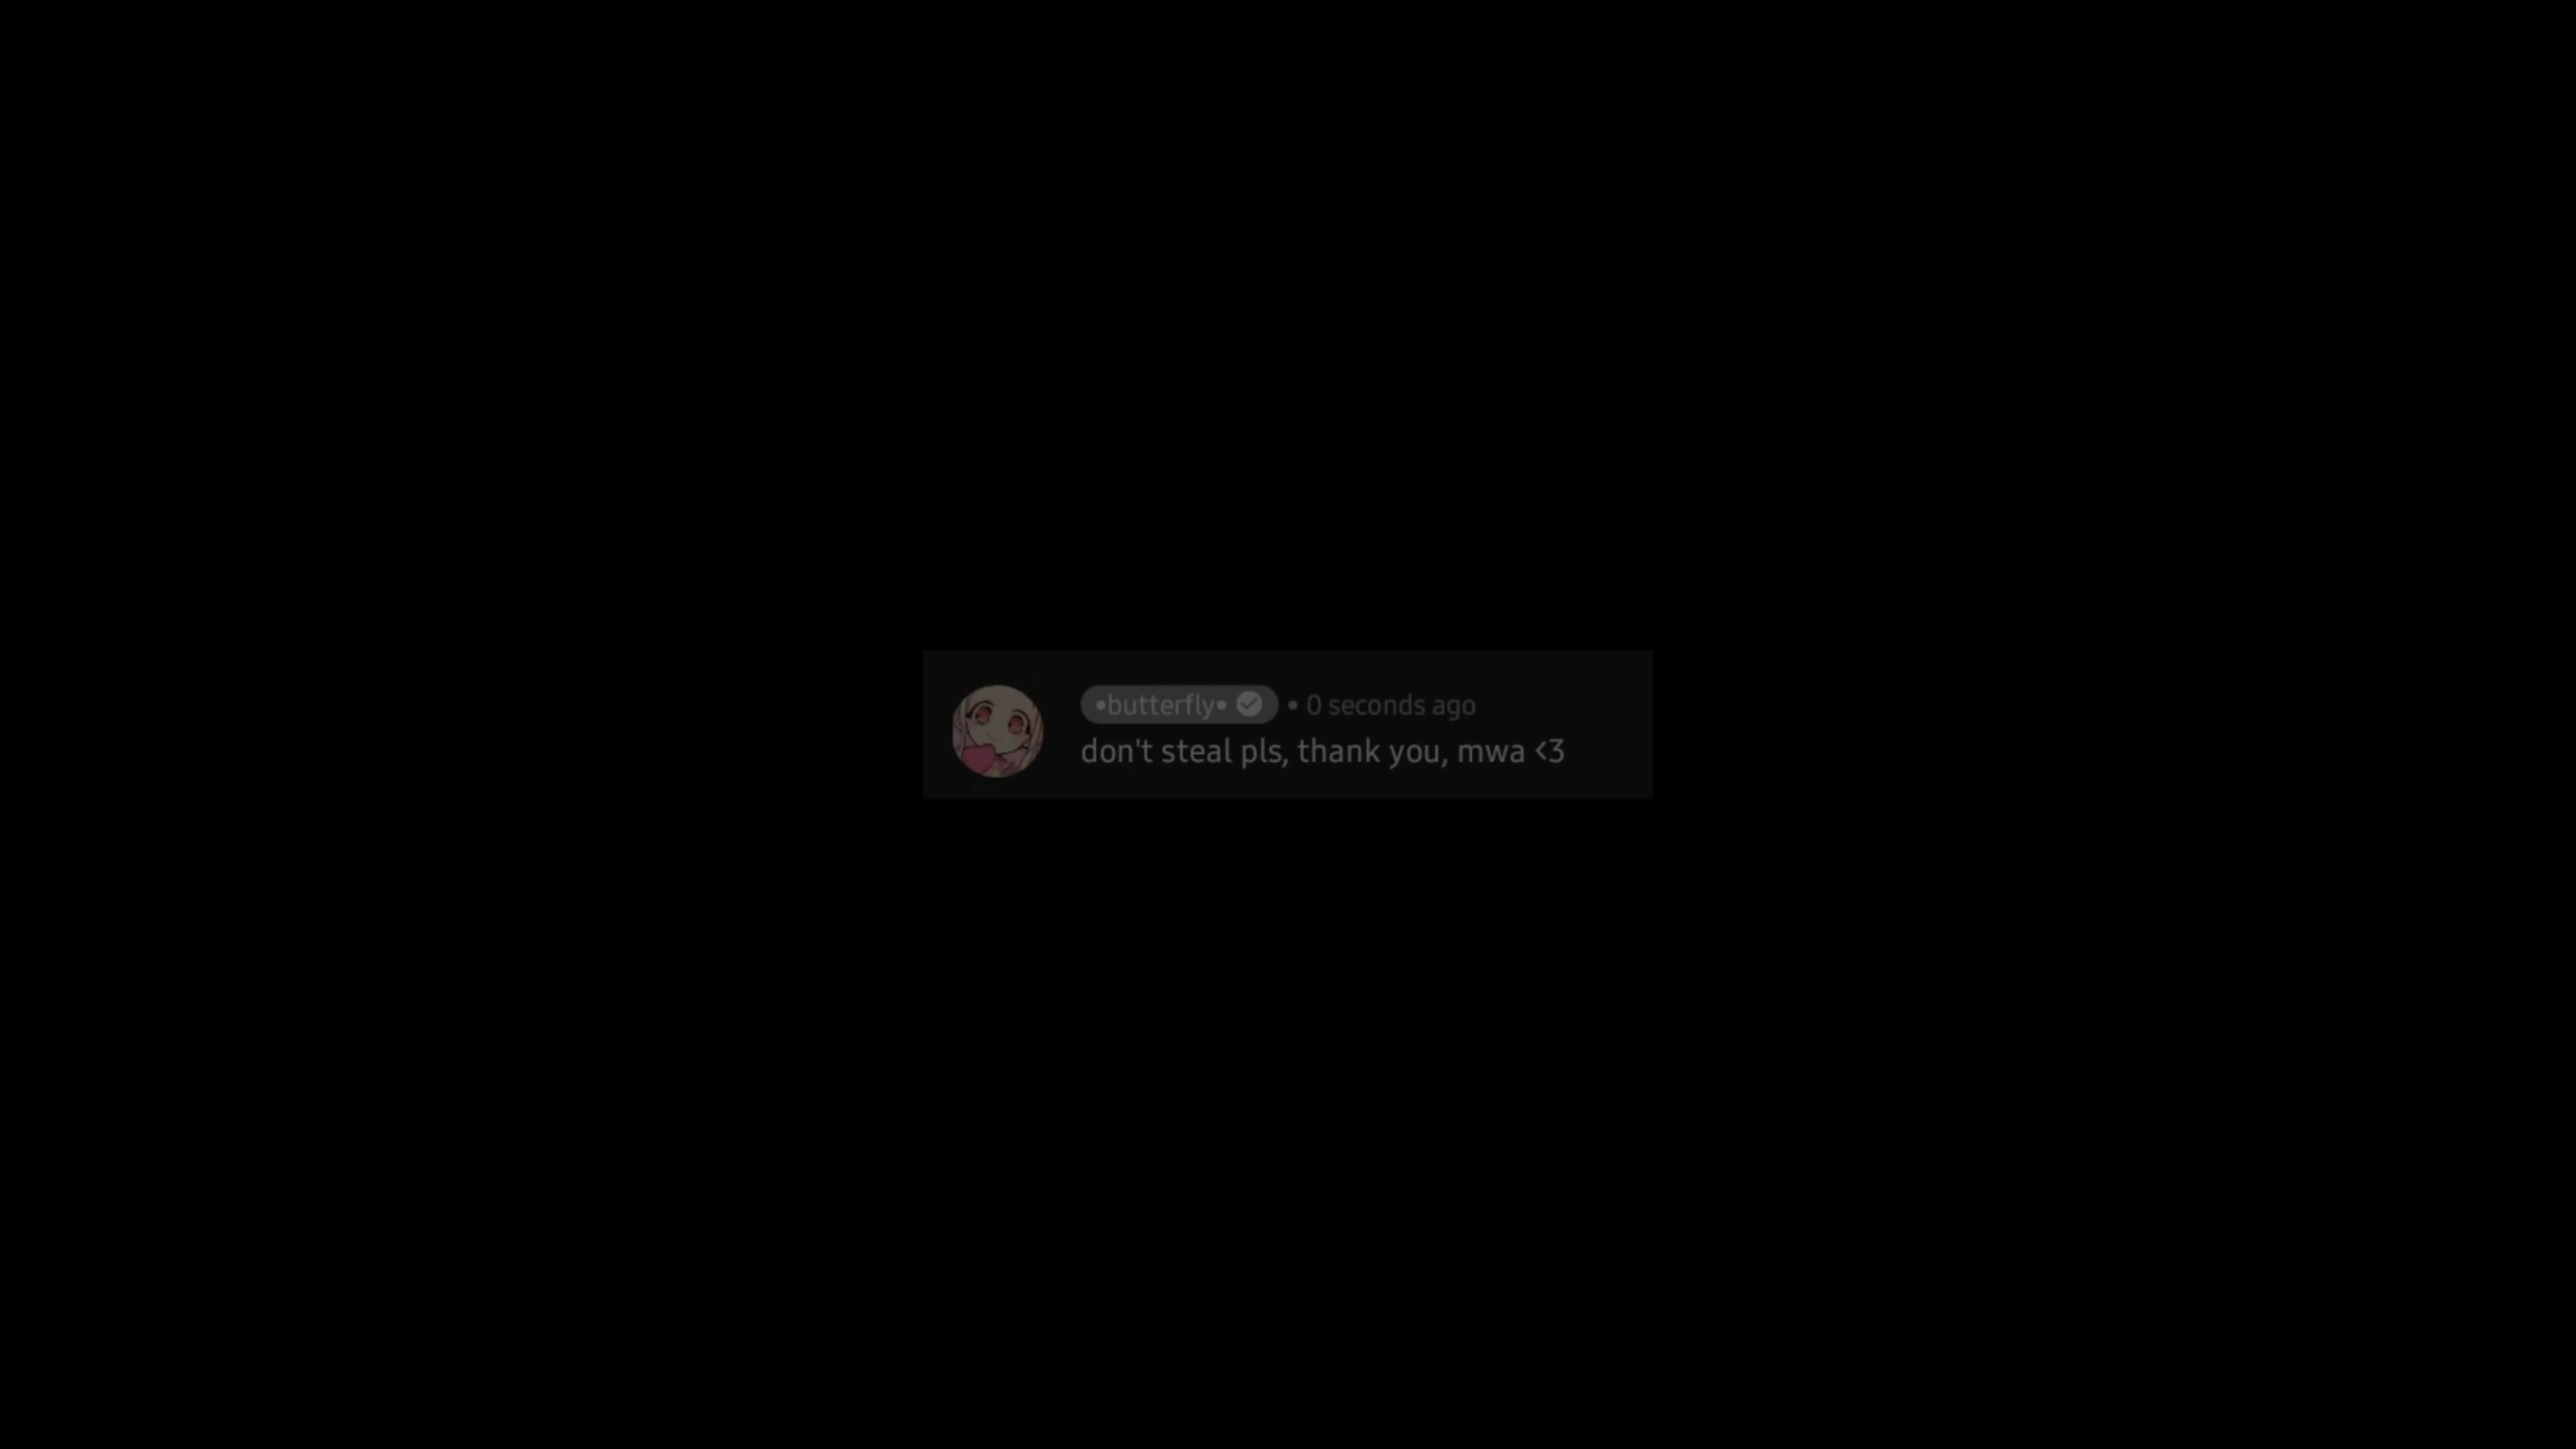 •butterfly• • 0 seconds ago
don't steal pls, thank you, mwa <3